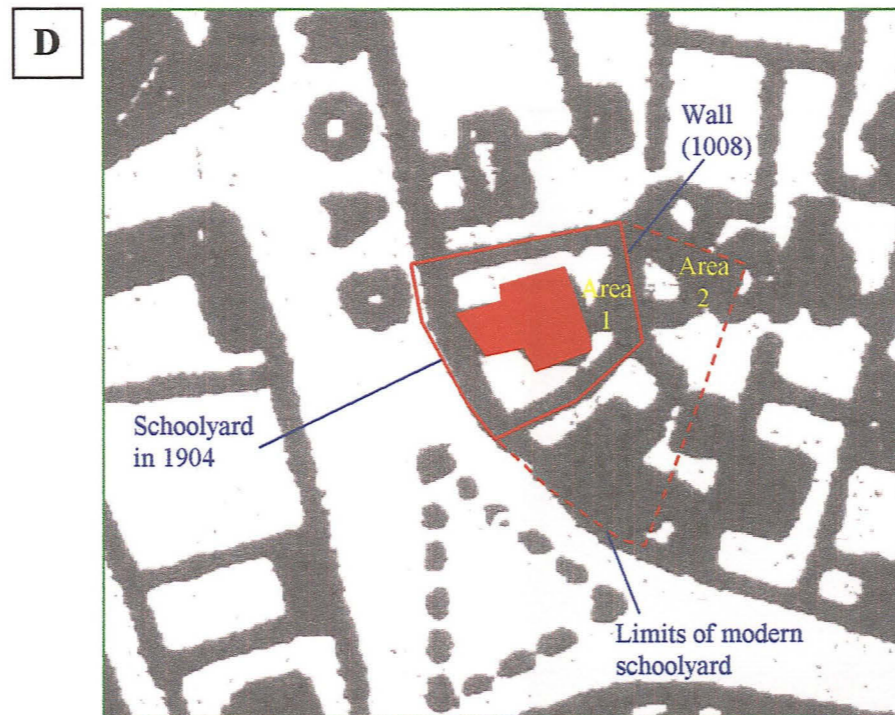 D
Wall
(1008)
Area
1
Area
2
Schoolyard
in 1904
Limits of modern
schoolyard